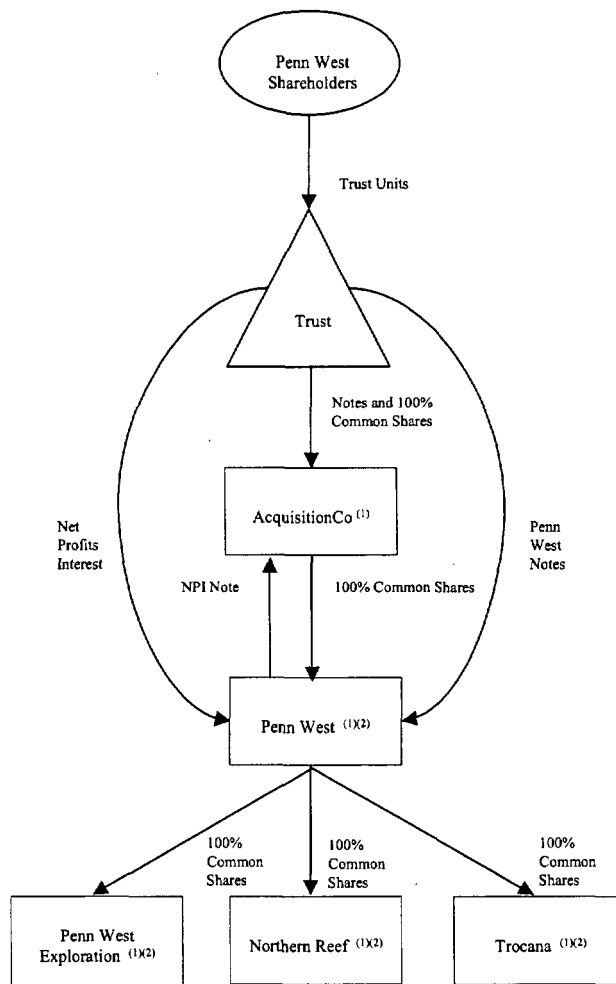 Penn West
Shareholders
Trust Units
Trust
Notes and 100%
Common Shares
AcquisitionCo (1)
Net
Profits
Interest
Penn
West
Notes
NPI Note
100% Common Shares
Penn West (1)(2)
100%
Common
Shares
100%
Common
Shares
100%
Common
Shares
Penn West
Exploration (1)(2)
Northern Reef (1)(2)
Trocana (1)(2)